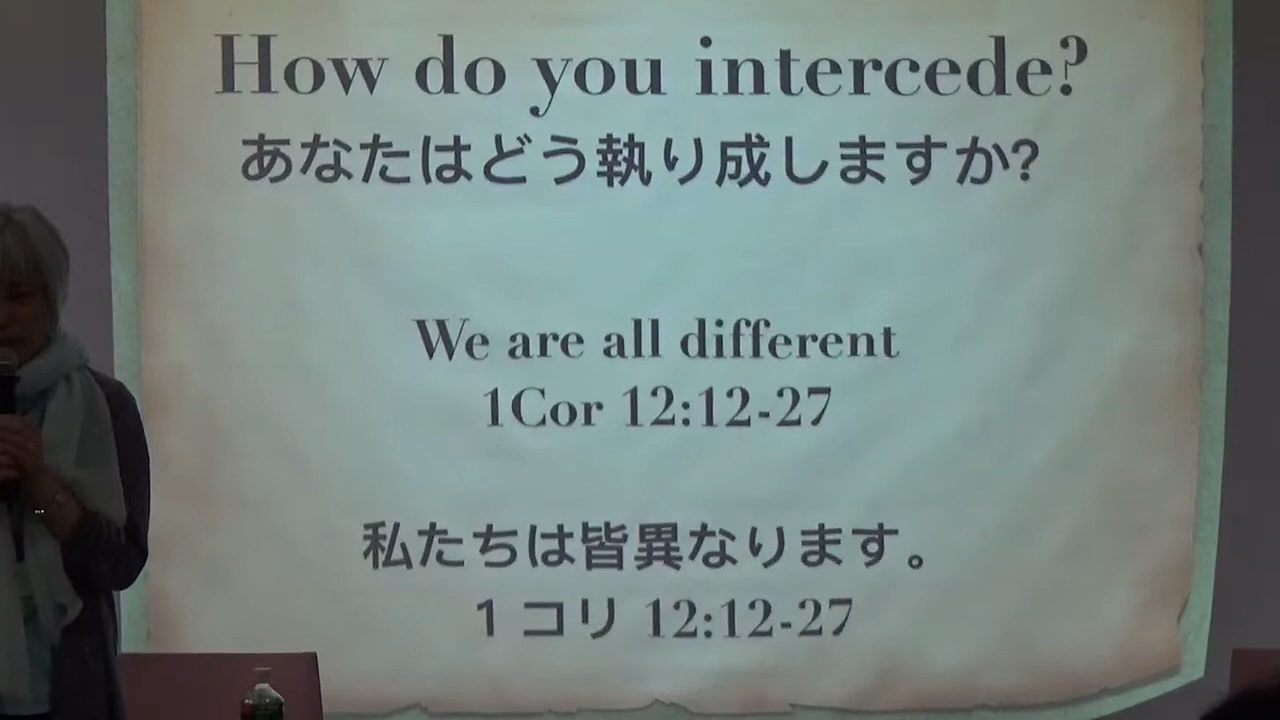 How do you intercede?
あなたはどう執り成しますか?
We are all different
1Cor 12:12-27
私たちは皆異なります。
1 コリ 12:12-27